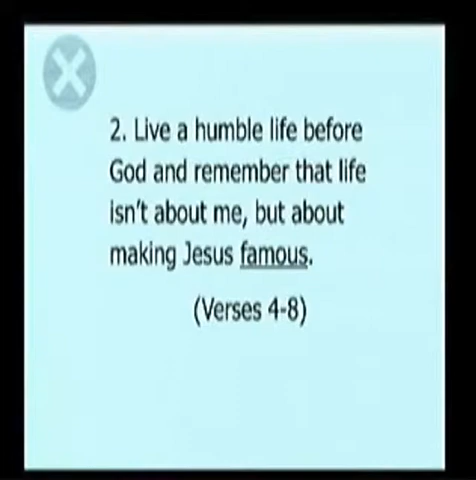 2. Live a humble life before
God and remember that life
isn't about me, but about
making Jesus famous.
(Verses 4-8)